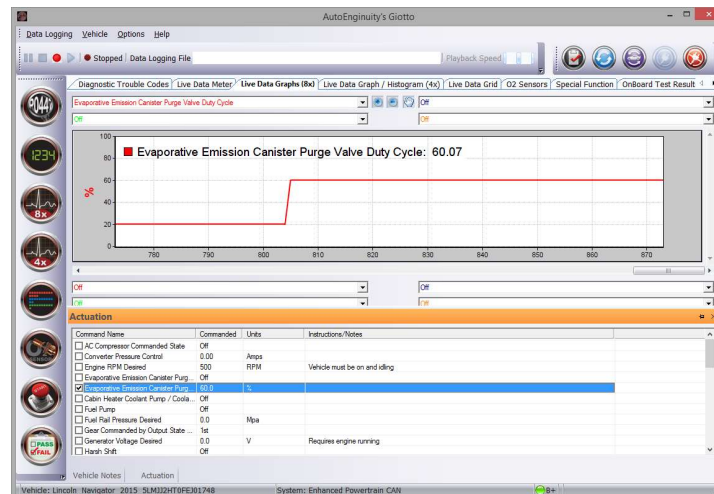 AutoEnginuity's Giotto
Data Logging Vehicle Options Help
Stopped Data Logging File Playback Speed
Diagnostic Trouble Codes Live Data Meter Live Data Graphs (8x) Live Data Graph / Histogram (4x) Live Data Grid O2 Sensors Special Function OnBoard Test Result
P0441
Evaporative Emission Canister Purge Valve Duty Cycle Off
Off Off
1234
100
80
60
40
20
0
%
Evaporative Emission Canister Purge Valve Duty Cycle: 60.07
780 790 800 810 820 830 840 850 860 870
8x
4x
Off Off
Off Off
Actuation
Command Name Commanded Units Instructions/Notes
AC Compressor Commanded State Off
Converter Pressure Control 0.00 Amps
Engine RPM Desired 500 RPM Vehicle must be on and idling
Evaporative Emission Canister Purg... Off
Evaporative Emission Canister Purg... 60.0 %
Cabin Heater Coolant Pump / Coola... Off
Fuel Pump Off
Fuel Rail Pressure Desired 0.0 Mpa
Gear Commanded by Output State ... 1st
Generator Voltage Desired 0.0 V Requires engine running
Harsh Shift Off
O2
SENSOR
PASS
FAIL
Vehicle Notes Actuation
Vehicle: Lincoln Navigator 2015 5LMJJ2HT0FEJ01748 System: Enhanced Powertrain CAN B+